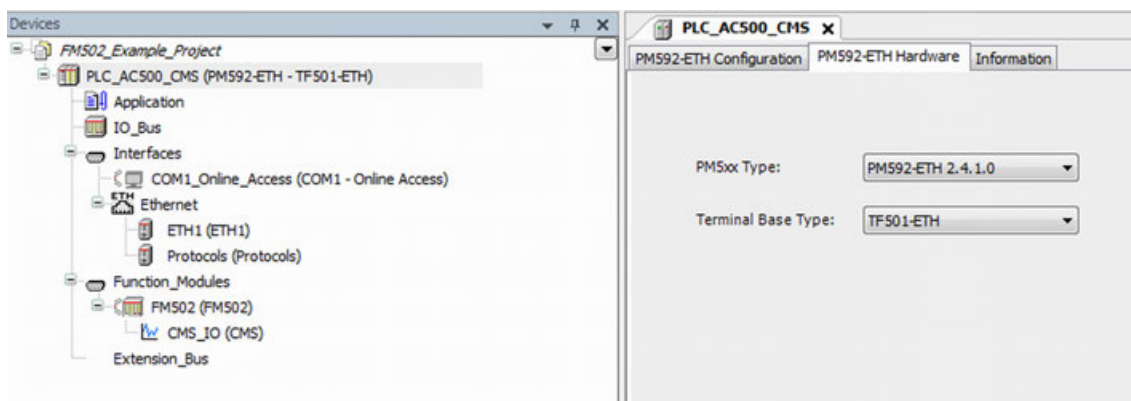 Devices
FM502_Example_Project
PLC_AC500_CMS (PM592-ETH - TF501-ETH)
Application
IO_Bus
Interfaces
COM1_Online_Access (COM1 - Online Access)
ETH Ethernet
ETH1 (ETH1)
Protocols (Protocols)
Function_Modules
FM502 (FM502)
CMS_IO (CMS)
Extension_Bus
PLC_AC500_CMS
PM592-ETH Configuration PM592-ETH Hardware Information
PM5xx Type: PM592-ETH 2.4.1.0
Terminal Base Type: TF501-ETH